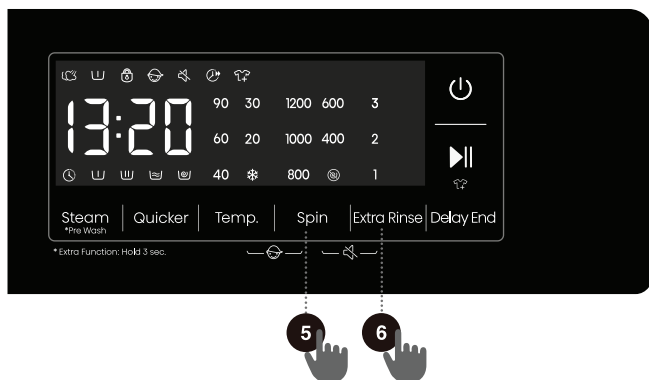 13:20
90 30 1200 600 3
60 20 1000 400 2
40 800 1
Steam Quicker Temp. Spin Extra Rinse Delay End
*Pre Wash
* Extra Function: Hold 3 sec.
5 6